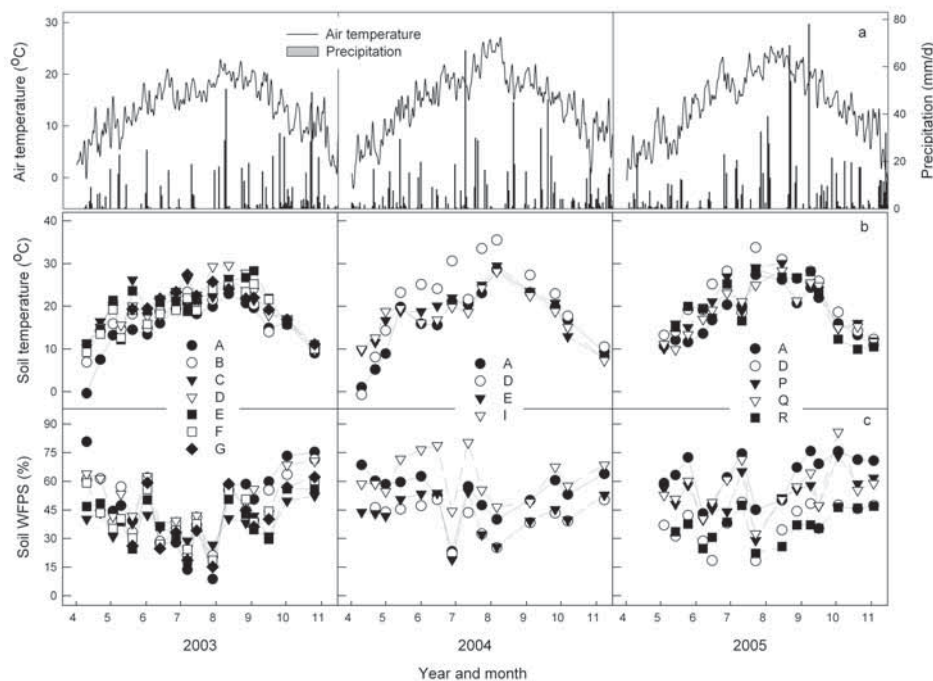 Air temperature
Precipitation
a
Air temperature (°C)
30
20
10
0
Precipitation (mm/d)
80
60
40
20
0
b
Soil temperature (°C)
40
30
20
10
0
A
B
C
D
E
F
G
A
D
E
I
A
D
P
Q
R
c
Soil WFPS (%)
90
75
60
45
30
15
0
4 5 6 7 8 9 10 11
4 5 6 7 8 9 10 11
4 5 6 7 8 9 10 11
2003
2004
2005
Year and month